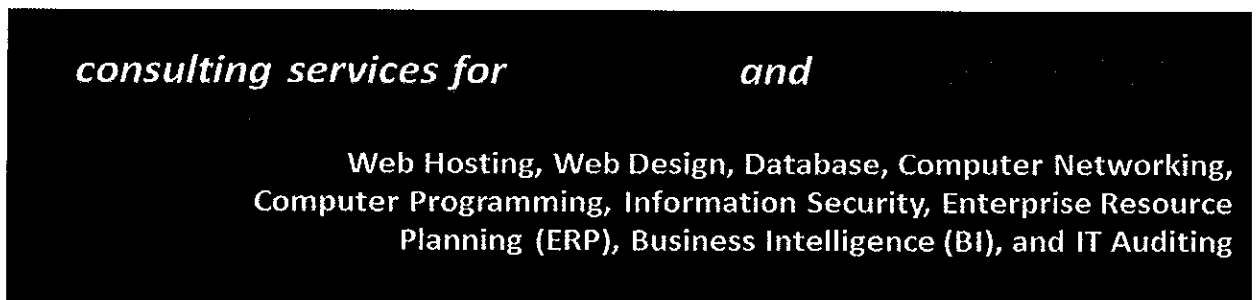 consulting services for and
Web Hosting, Web Design, Database, Computer Networking,
Computer Programming, Information Security, Enterprise Resource
Planning (ERP), Business Intelligence (BI), and IT Auditing